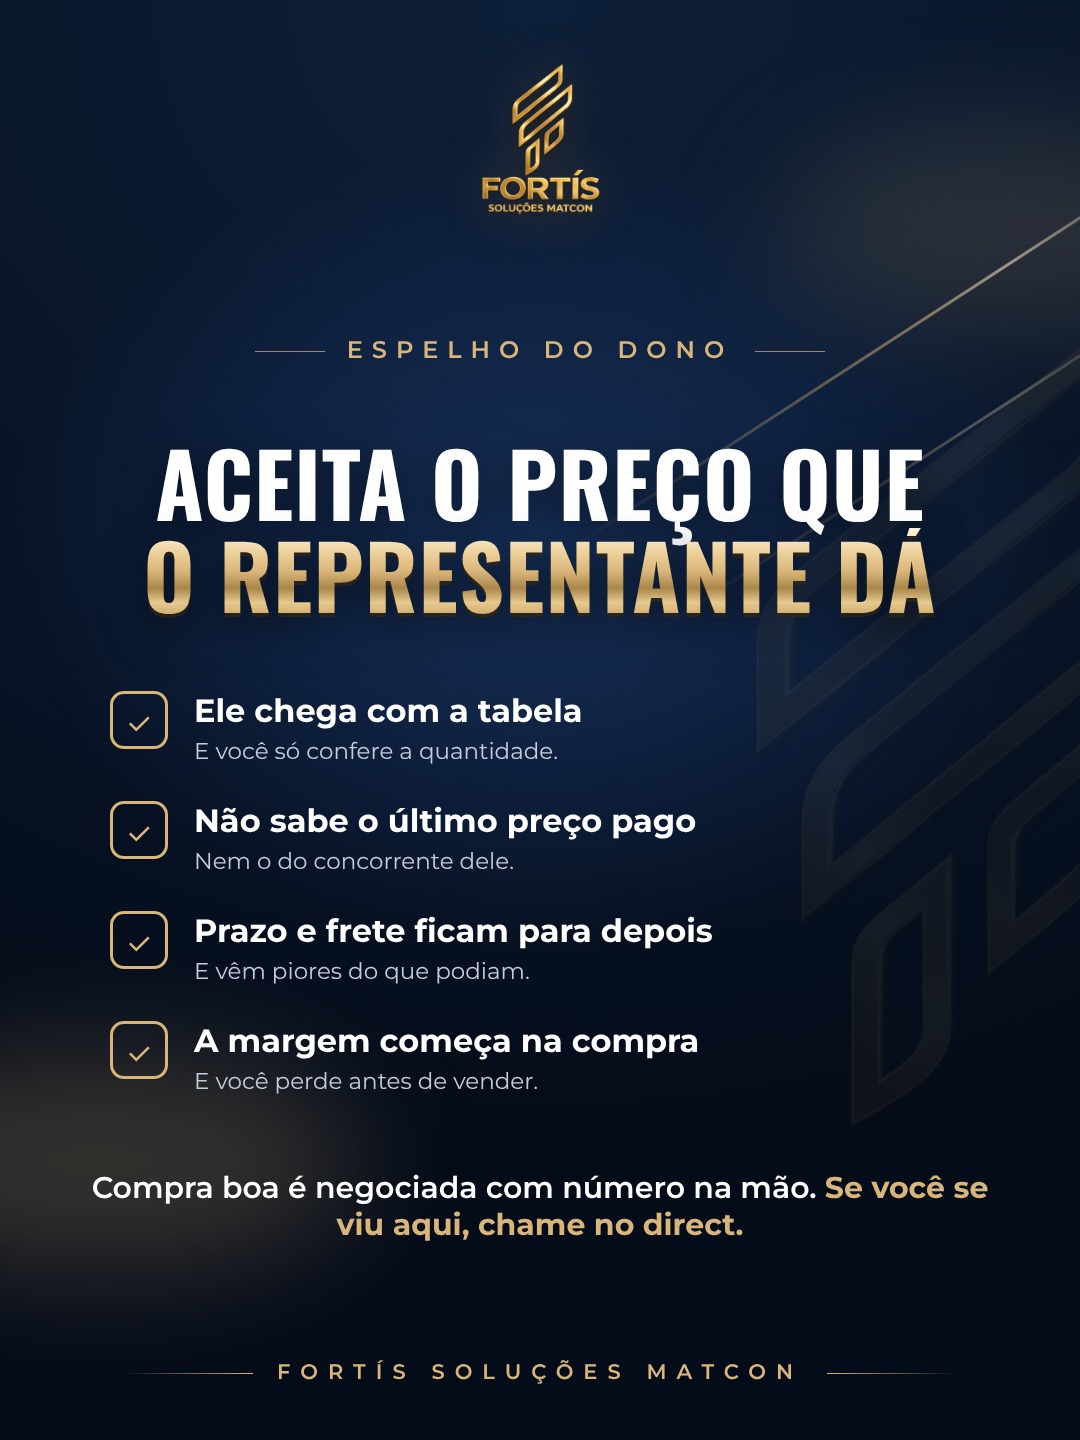 FORTÍS
SOLUÇÕES MATCON
ESPELHO DO DONO
ACEITA O PREÇO QUE
O REPRESENTANTE DÁ
Ele chega com a tabela
E você só confere a quantidade.
Não sabe o último preço pago
Nem o do concorrente dele.
Prazo e frete ficam para depois
E vêm piores do que podiam.
A margem começa na compra
E você perde antes de vender.
Compra boa é negociada com número na mão. Se você se
viu aqui, chame no direct.
FORTÍS SOLUÇÕES MATCON